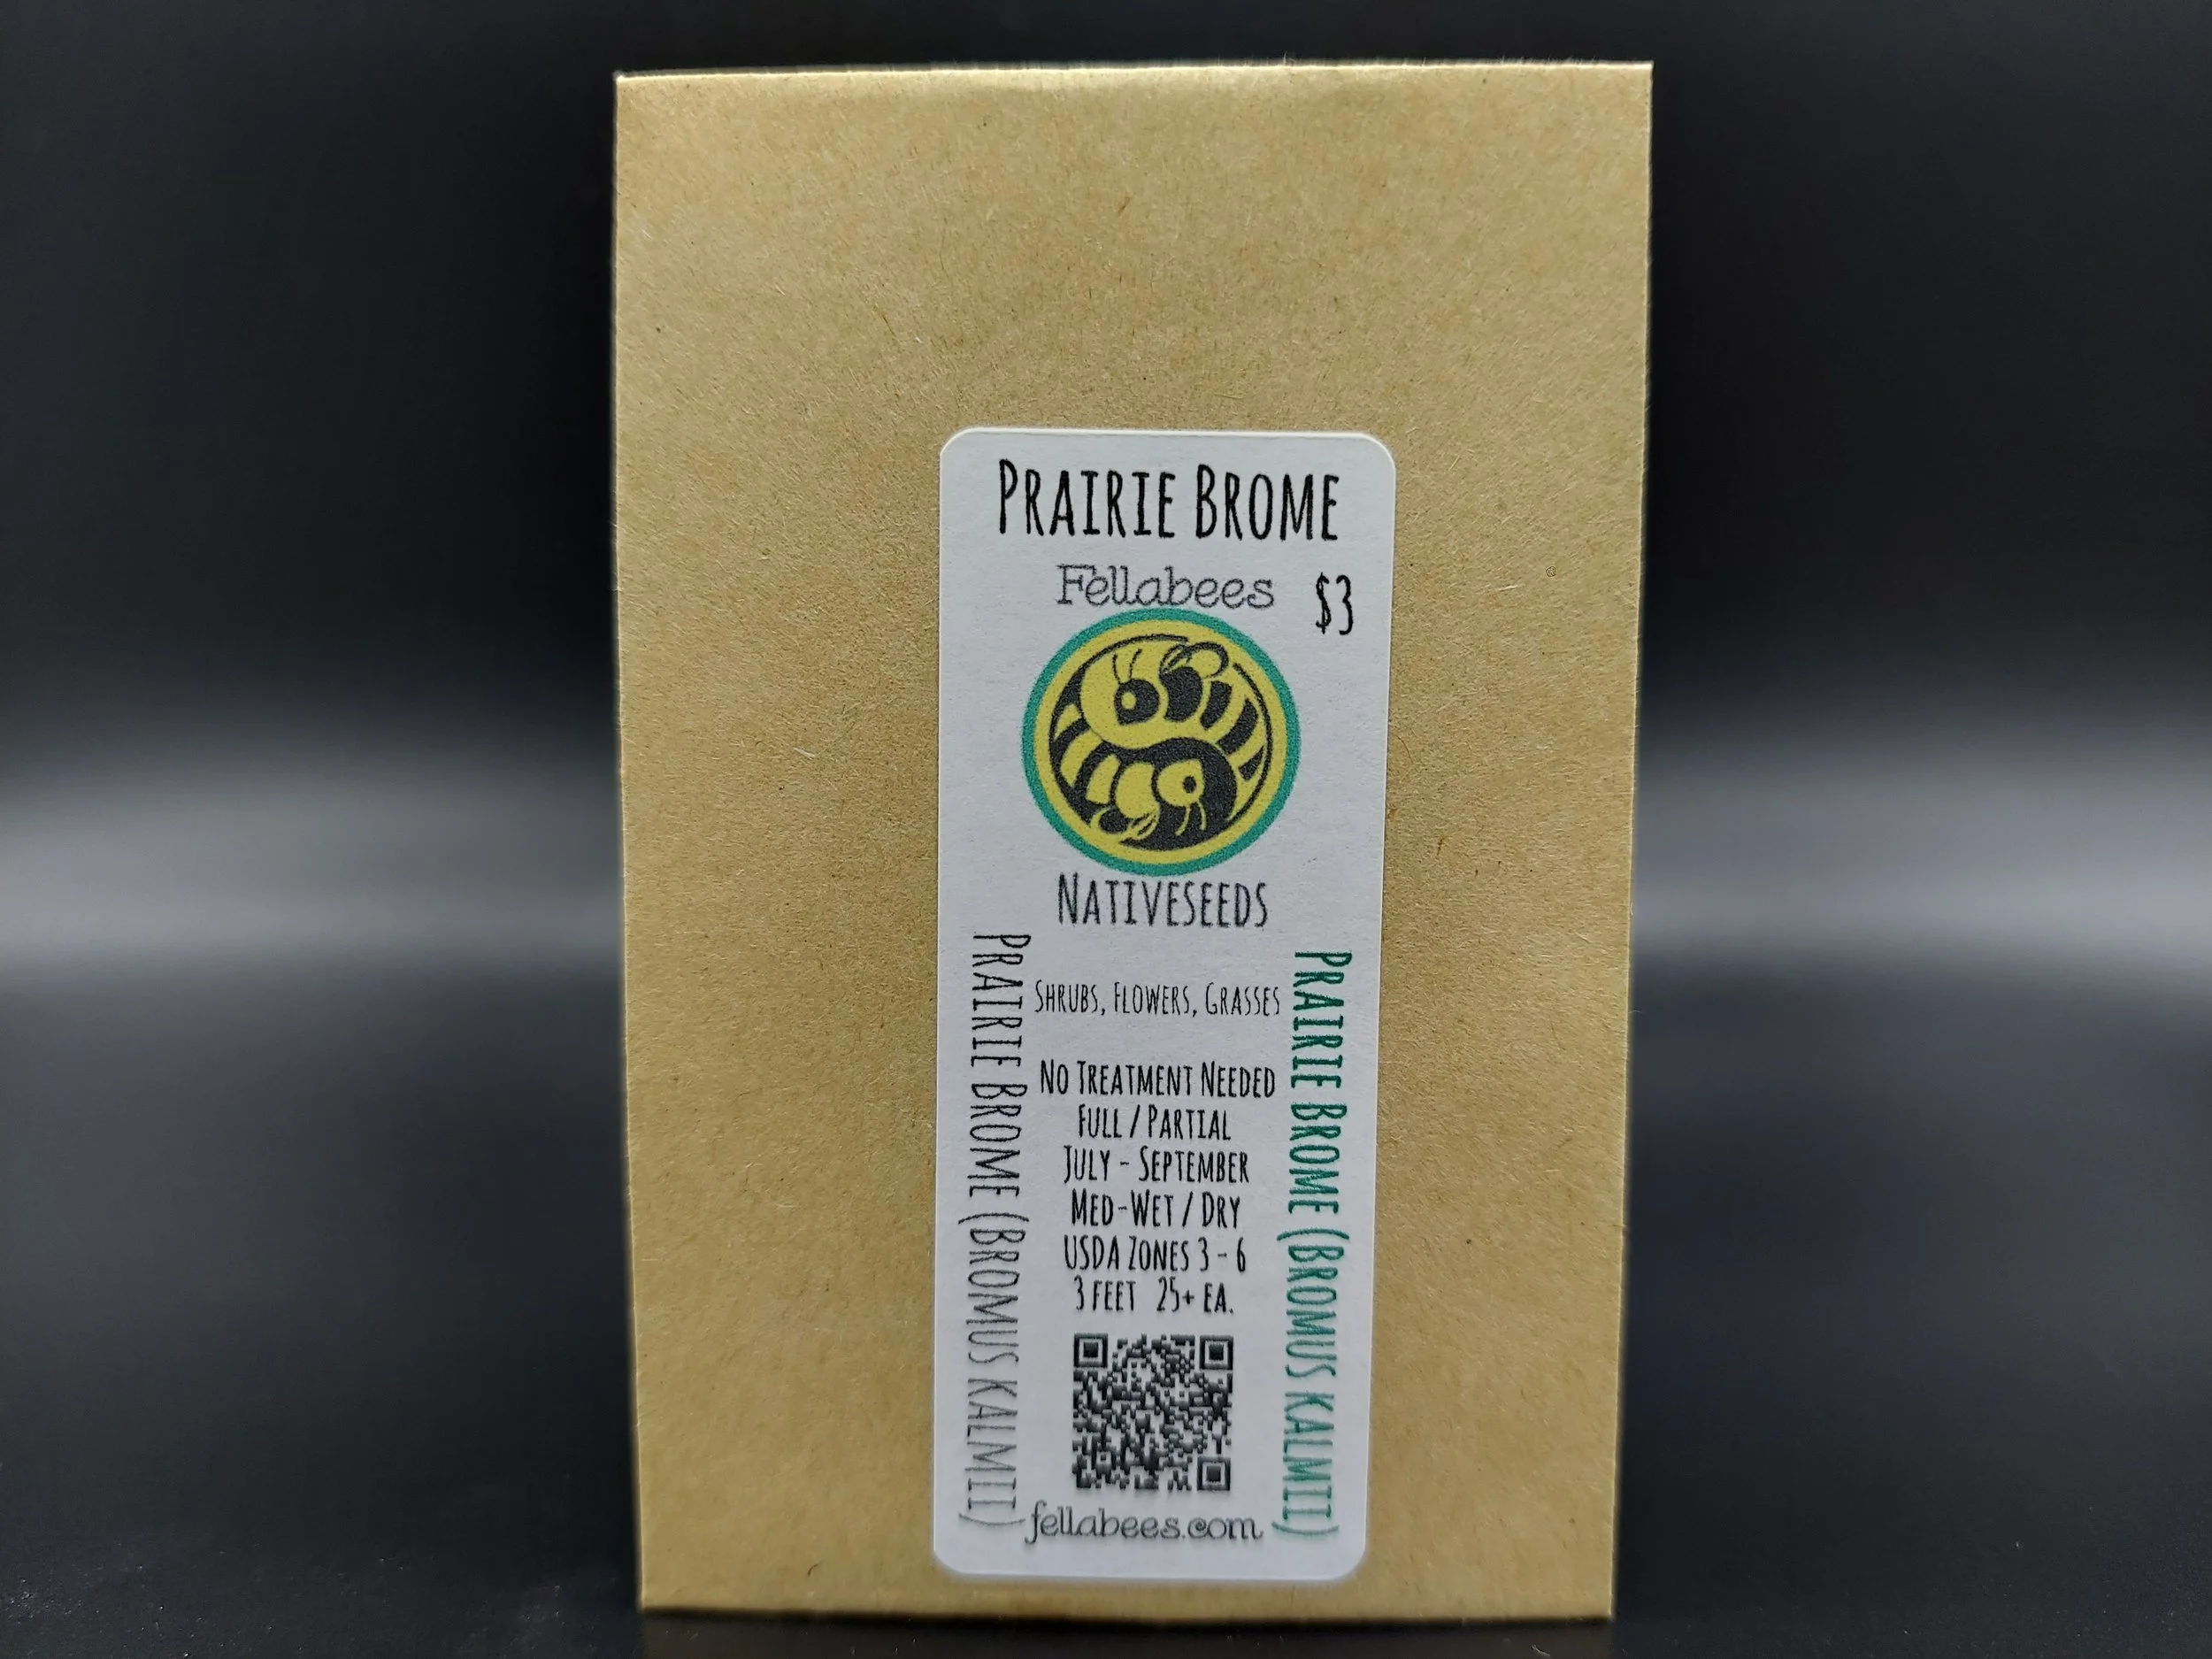 Prairie Brome
Fellabees
$3
Nativeseeds
Shrubs, Flowers, Grasses
No Treatment Needed
Full / Partial
July - September
Med-Wet / Dry
USDA Zones 3 - 6
3 feet 25+ ea.
Prairie Brome (Bromus kalmii)
Prairie Brome (Bromus kalmii)
fellabees.com